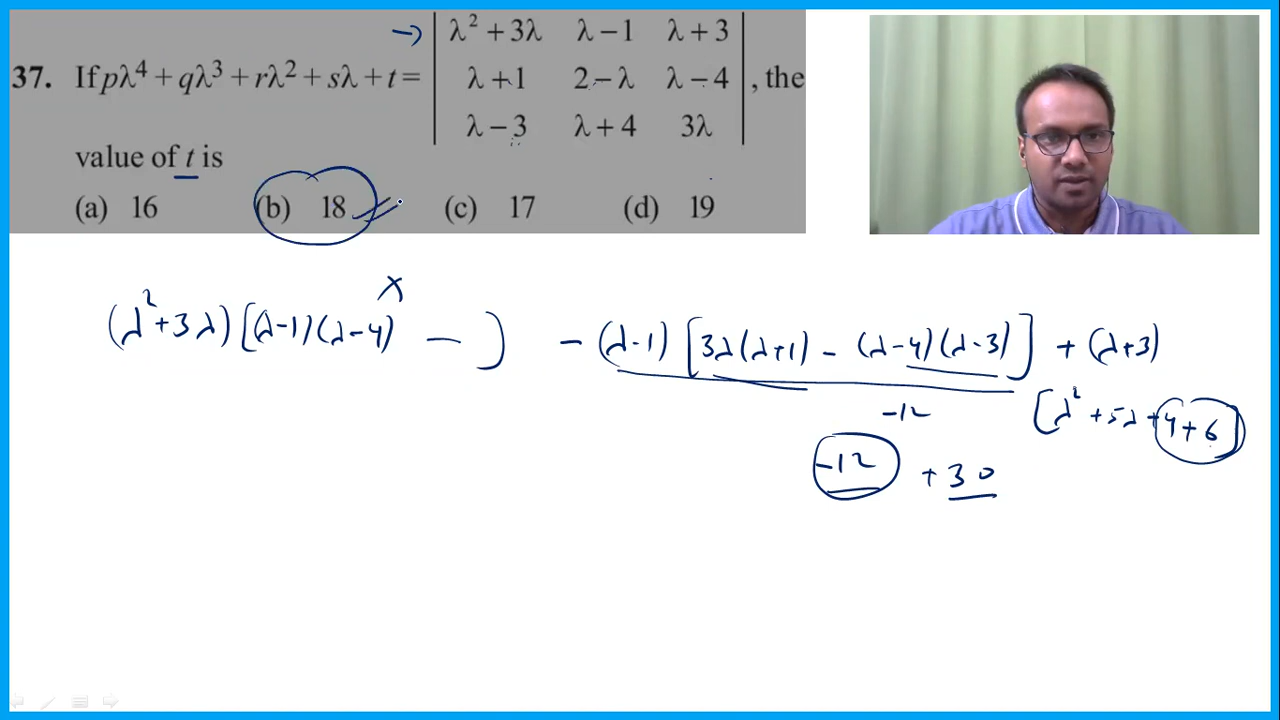 37. If pλ⁴ + qλ³ + rλ² + sλ + t = | λ² + 3λ  λ − 1  λ + 3 |
| λ + 1  2 − λ  λ − 4 | , the
| λ − 3  λ + 4  3λ |
value of t is
(a) 16 (b) 18 (c) 17 (d) 19
x
(λ² + 3λ) [(λ-1)(λ-4) — ] - (λ-1) [3λ(λ+1) - (λ-4)(λ-3)] + (λ+3)
-12 [λ² + 5λ + 4 + 6]
-12 + 30